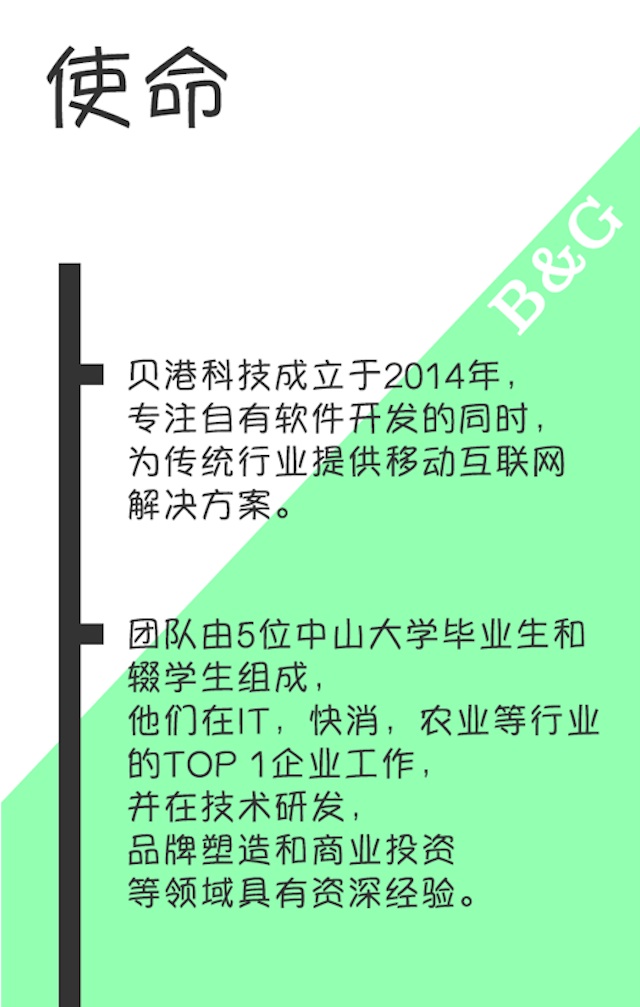 使命
B&G
贝港科技成立于2014年，
专注自有软件开发的同时，
为传统行业提供移动互联网
解决方案。
团队由5位中山大学毕业生和
辍学生组成，
他们在IT，快消，农业等行业
的TOP 1企业工作，
并在技术研发，
品牌塑造和商业投资
等领域具有资深经验。